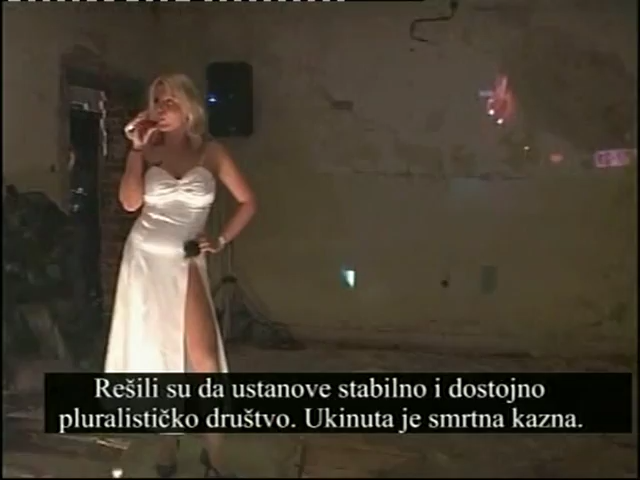 Rešili su da ustanove stabilno i dostojno
pluralističko društvo. Ukinuta je smrtna kazna.